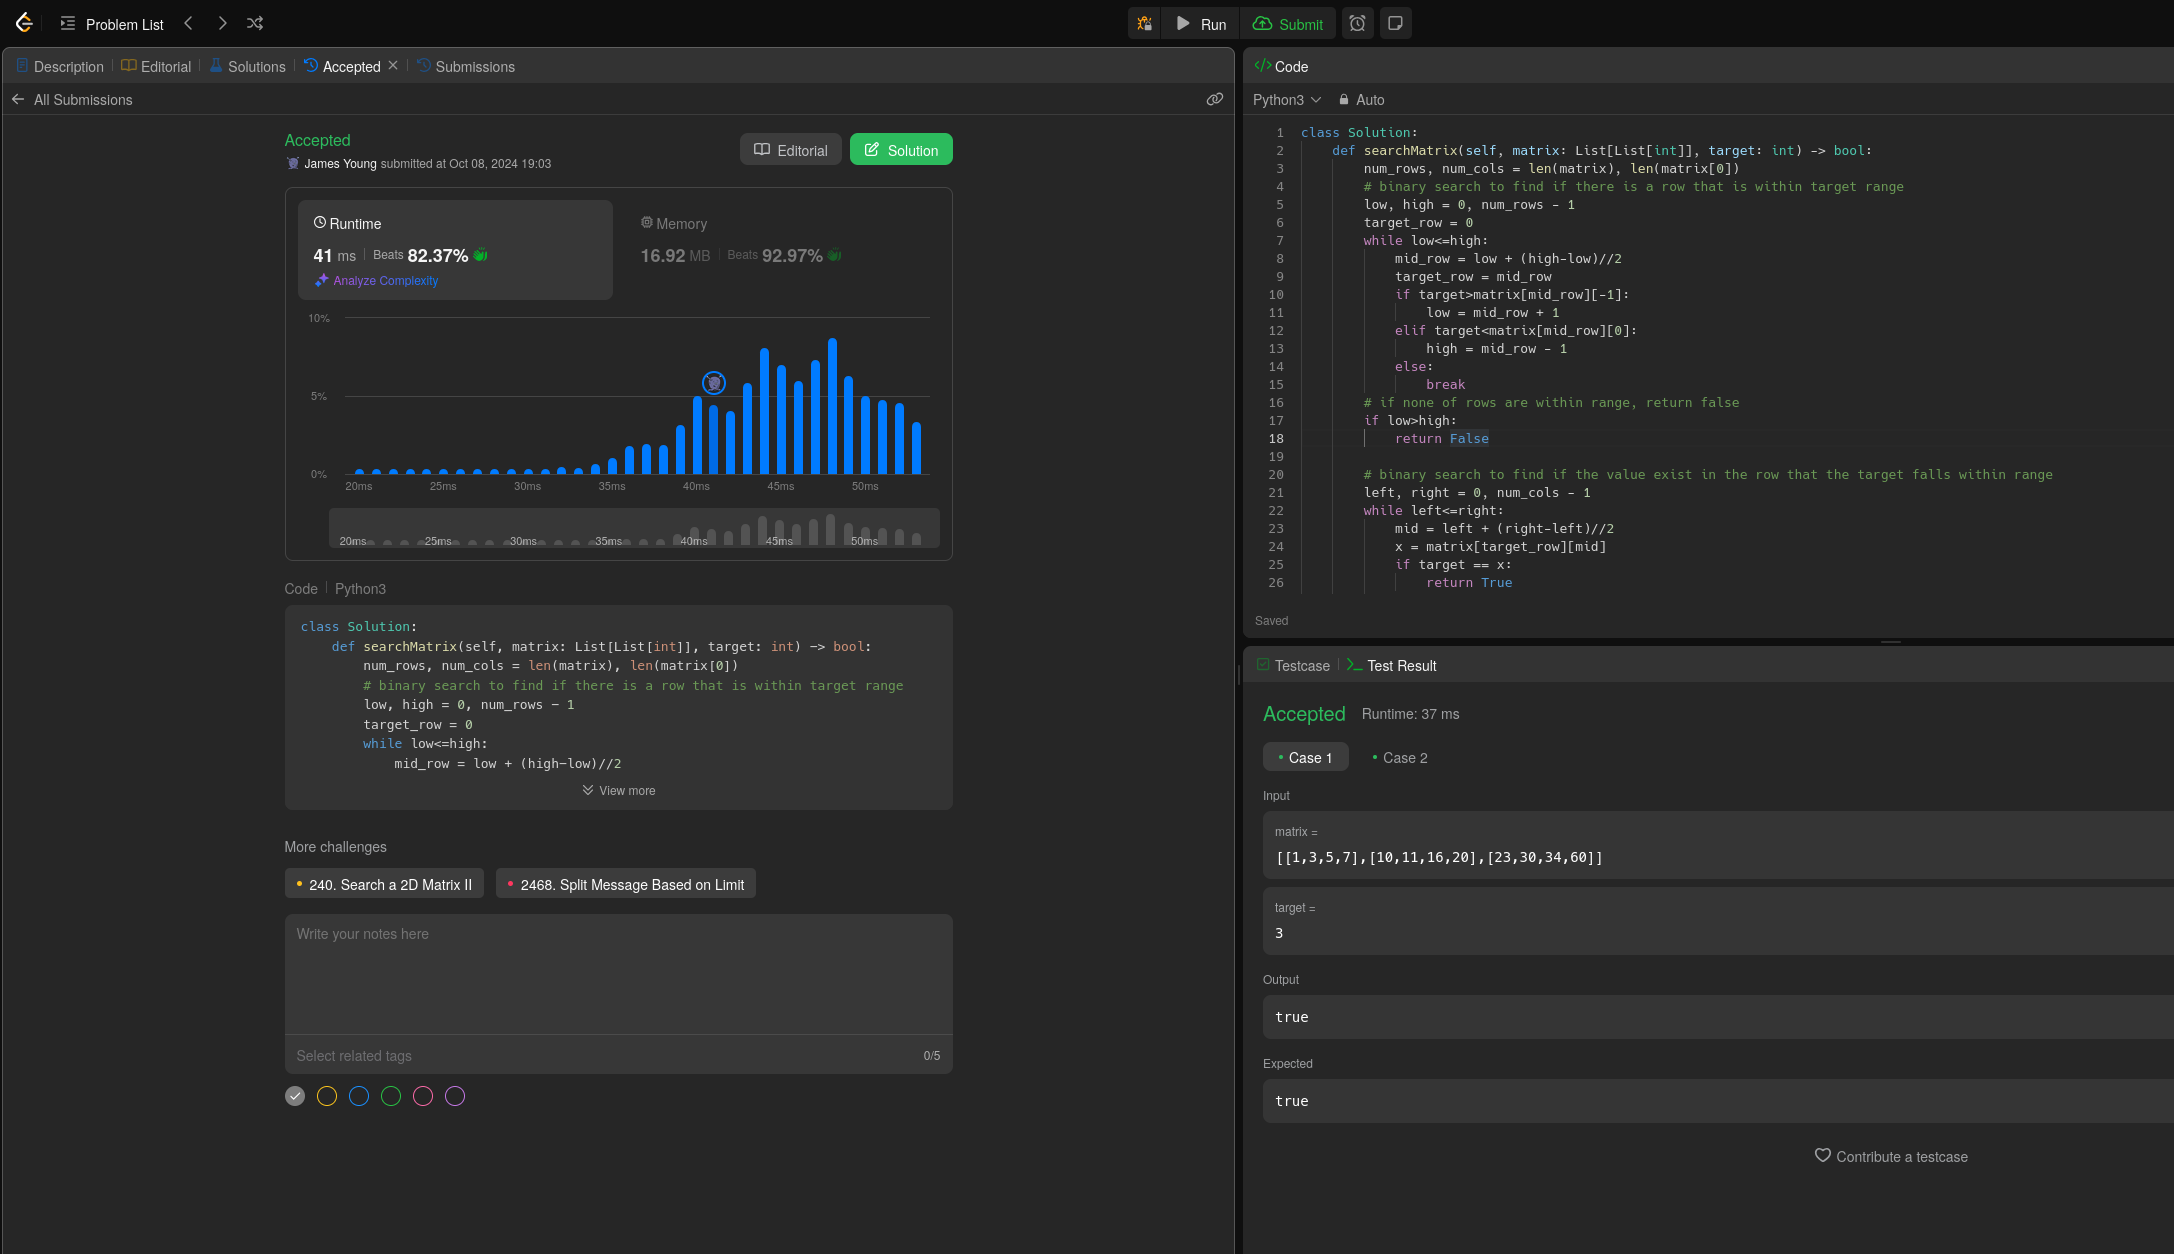 Problem List
Run
Submit
Description
Editorial
Solutions
Accepted
Submissions
All Submissions
Accepted
James Young submitted at Oct 08, 2024 19:03
Editorial
Solution
Runtime
41 ms Beats 82.37%
Analyze Complexity
Memory
16.92 MB Beats 92.97%
10%
5%
0%
20ms 25ms 30ms 35ms 40ms 45ms 50ms
20ms 25ms 30ms 35ms 40ms 45ms 50ms
Code Python3
class Solution:
    def searchMatrix(self, matrix: List[List[int]], target: int) -> bool:
        num_rows, num_cols = len(matrix), len(matrix[0])
        # binary search to find if there is a row that is within target range
        low, high = 0, num_rows - 1
        target_row = 0
        while low<=high:
            mid_row = low + (high-low)//2
View more
More challenges
240. Search a 2D Matrix II
2468. Split Message Based on Limit
Write your notes here
Select related tags
0/5
</> Code
Python3
Auto
1 class Solution:
2     def searchMatrix(self, matrix: List[List[int]], target: int) -> bool:
3         num_rows, num_cols = len(matrix), len(matrix[0])
4         # binary search to find if there is a row that is within target range
5         low, high = 0, num_rows - 1
6         target_row = 0
7         while low<=high:
8             mid_row = low + (high-low)//2
9             target_row = mid_row
10             if target>matrix[mid_row][-1]:
11                 low = mid_row + 1
12             elif target<matrix[mid_row][0]:
13                 high = mid_row - 1
14             else:
15                 break
16         # if none of rows are within range, return false
17         if low>high:
18             return False
19
20         # binary search to find if the value exist in the row that the target falls within range
21         left, right = 0, num_cols - 1
22         while left<=right:
23             mid = left + (right-left)//2
24             x = matrix[target_row][mid]
25             if target == x:
26                 return True
Saved
Testcase
Test Result
Accepted
Runtime: 37 ms
Case 1
Case 2
Input
matrix =
[[1,3,5,7],[10,11,16,20],[23,30,34,60]]
target =
3
Output
true
Expected
true
Contribute a testcase